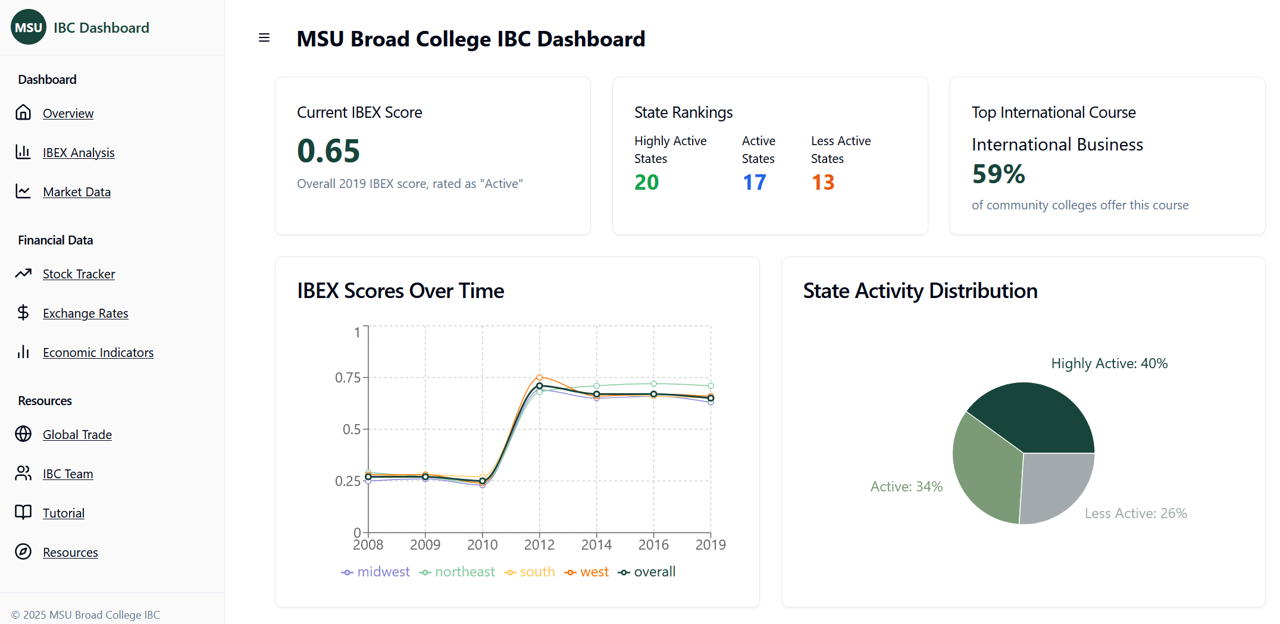 MSU IBC Dashboard
Dashboard
Overview
IBEX Analysis
Market Data
Financial Data
Stock Tracker
Exchange Rates
Economic Indicators
Resources
Global Trade
IBC Team
Tutorial
Resources
© 2025 MSU Broad College IBC
MSU Broad College IBC Dashboard
Current IBEX Score
0.65
Overall 2019 IBEX score, rated as "Active"
State Rankings
Highly Active
States
20
Active
States
17
Less Active
States
13
Top International Course
International Business
59%
of community colleges offer this course
IBEX Scores Over Time
1
0.75
0.5
0.25
0
2008 2009 2010 2012 2014 2016 2019
midwest northeast south west overall
State Activity Distribution
Highly Active: 40%
Active: 34%
Less Active: 26%